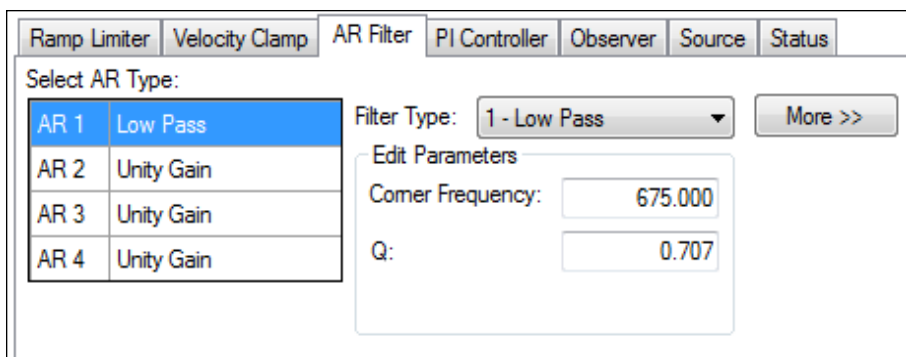 Ramp Limiter Velocity Clamp AR Filter PI Controller Observer Source Status
Select AR Type:
AR 1 Low Pass
AR 2 Unity Gain
AR 3 Unity Gain
AR 4 Unity Gain
Filter Type: 1 - Low Pass More >>
Edit Parameters
Corner Frequency: 675.000
Q: 0.707